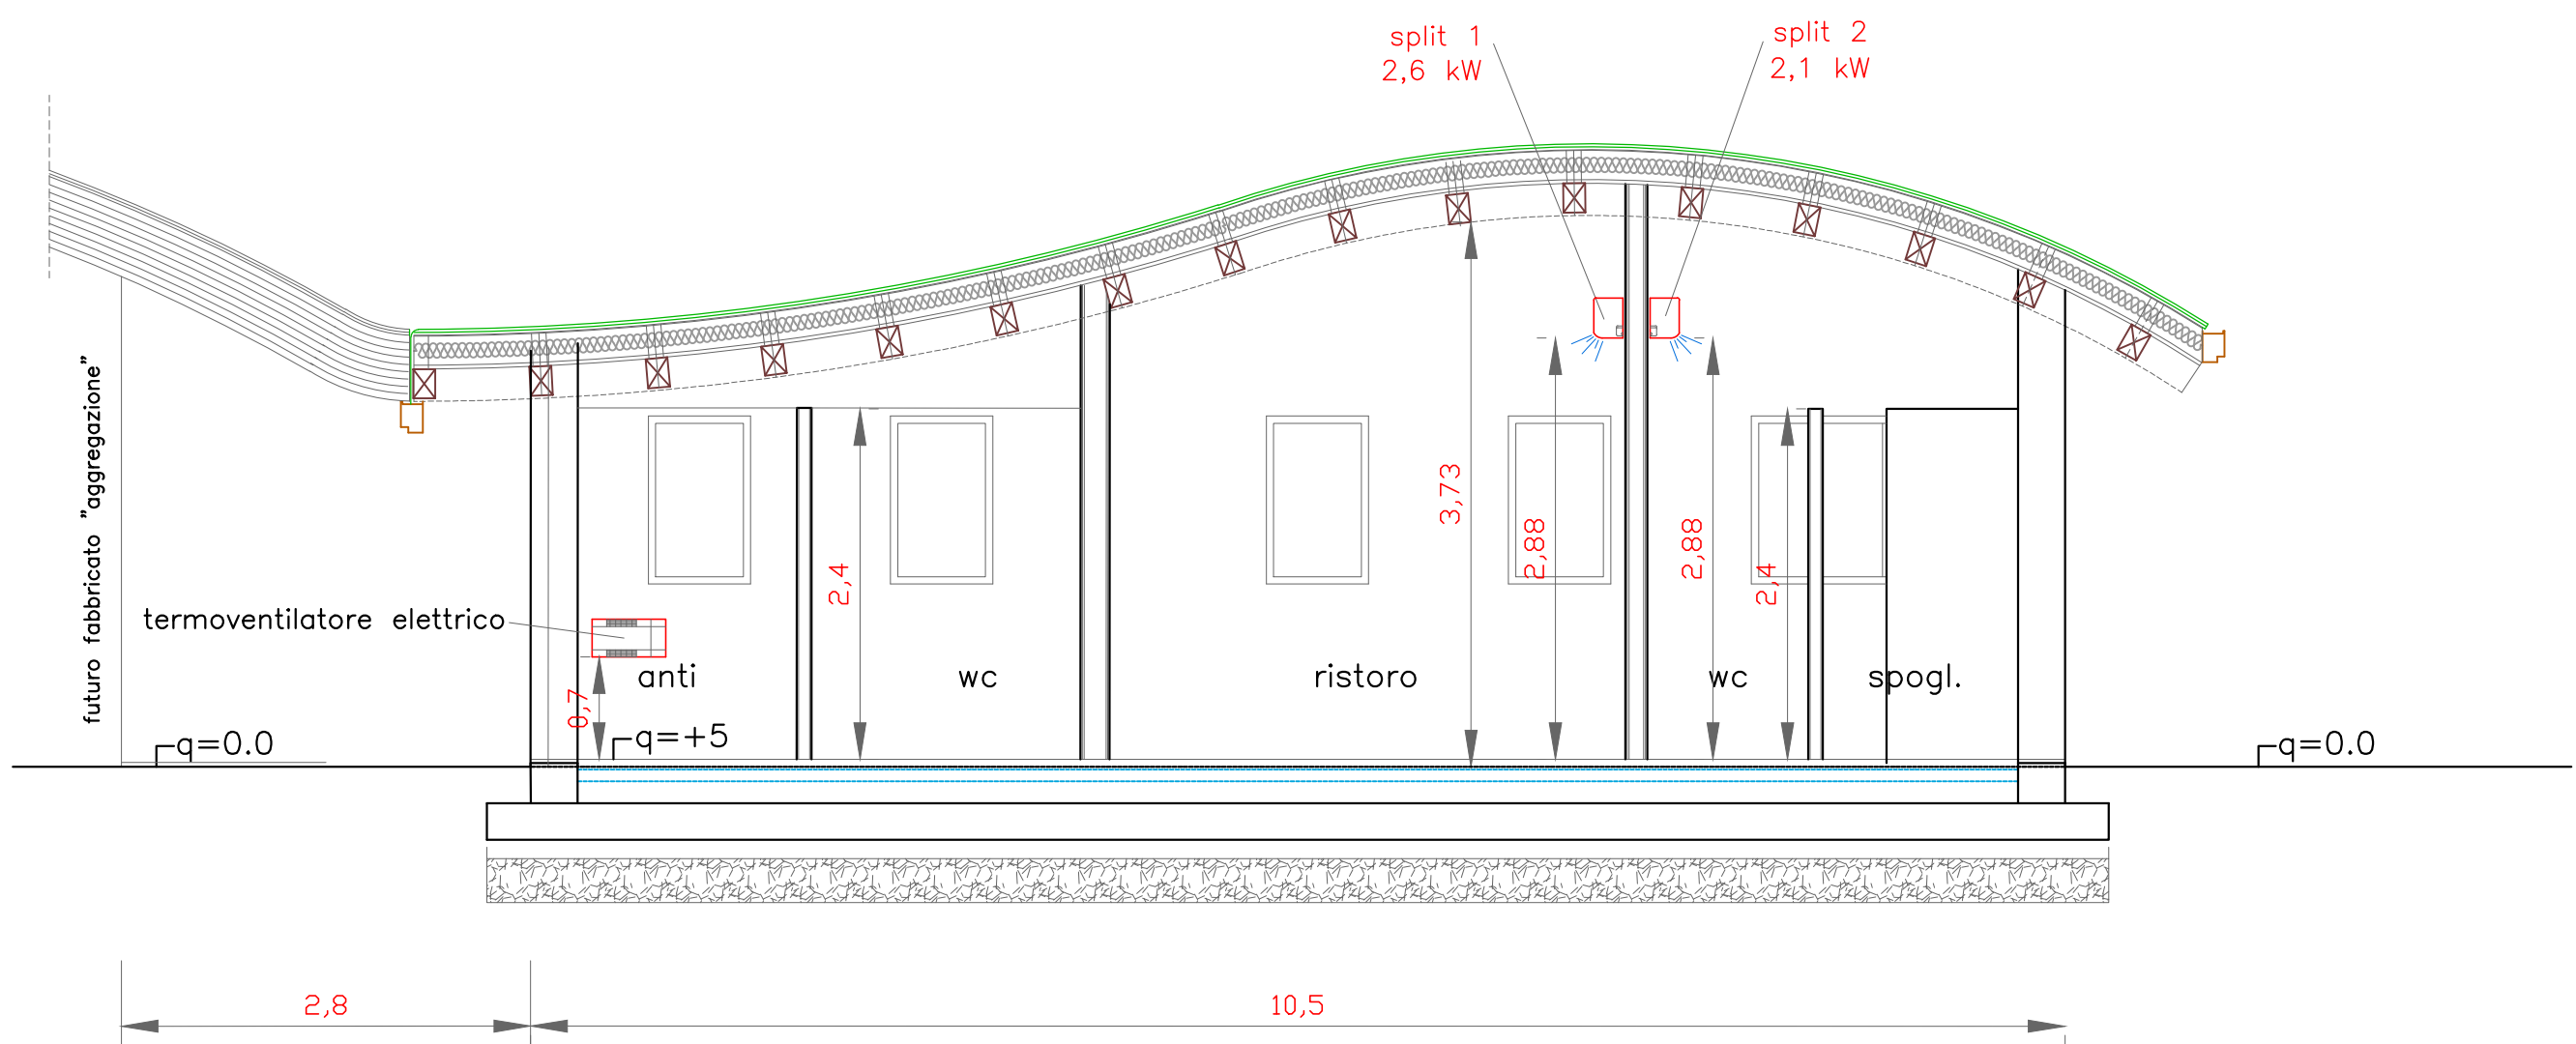 split 1
2,6 kW
split 2
2,1 kW
futuro fabbricato "aggregazione"
termoventilatore elettrico
2,4
3,73
2,88
2,88
2,4
0,7
anti
wc
ristoro
wc
spogl.
q=0.0
q=+5
q=0.0
2,8
10,5